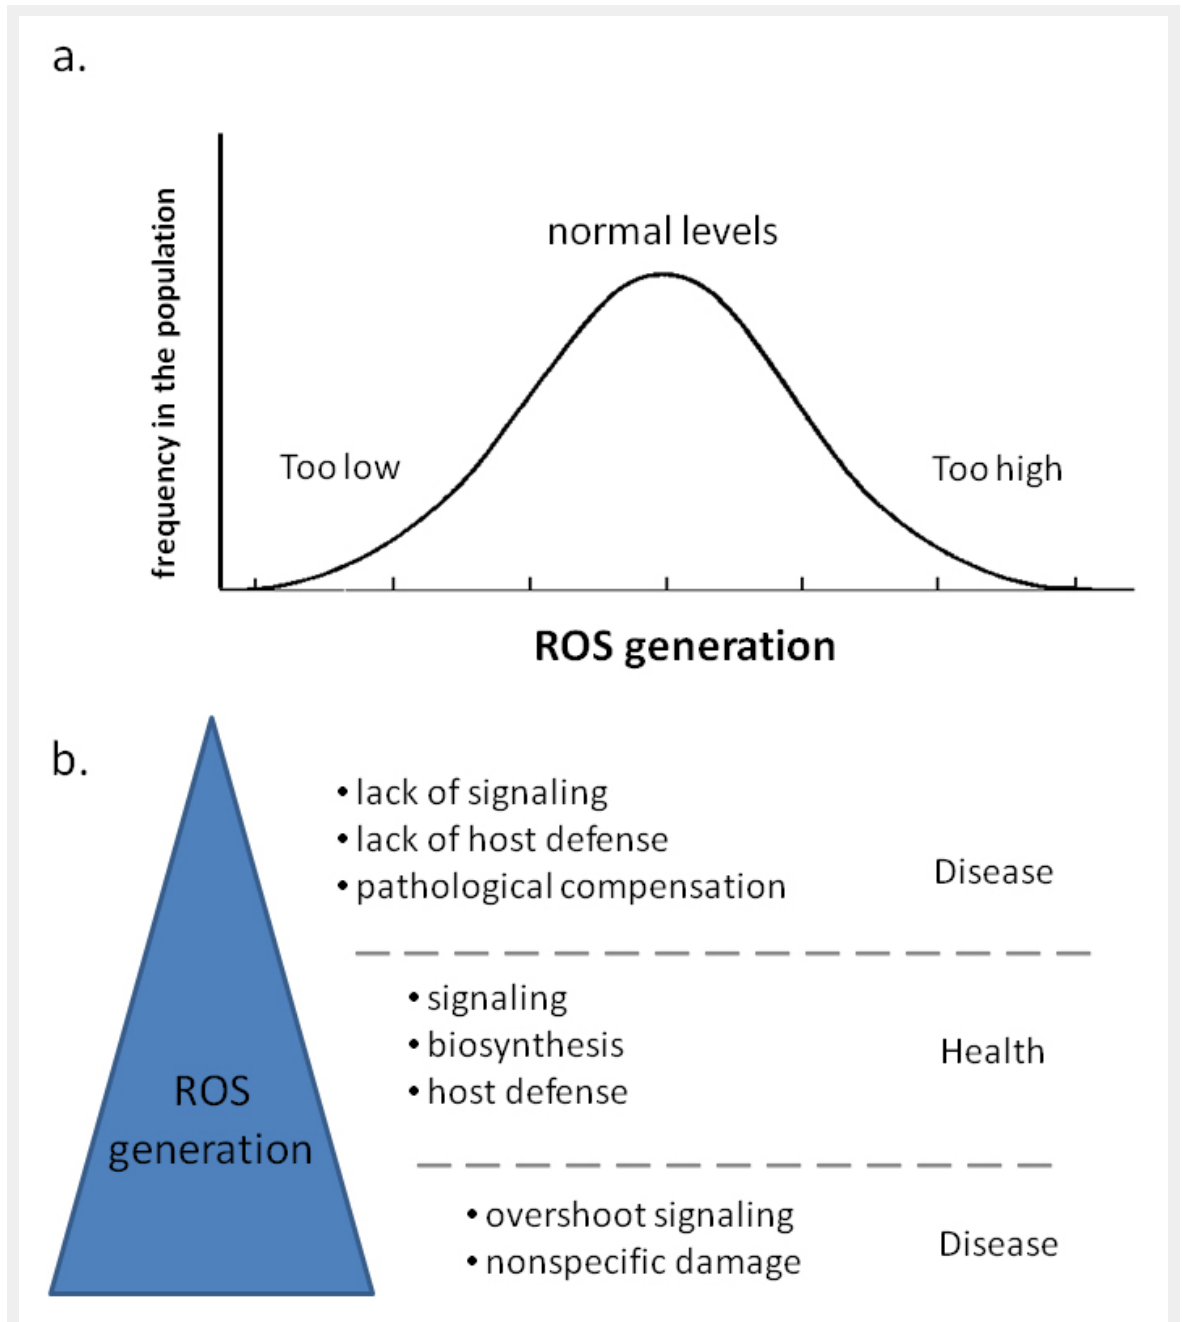 a.
frequency in the population
normal levels
Too low
Too high
ROS generation
b.
• lack of signaling
• lack of host defense
• pathological compensation
Disease
• signaling
• biosynthesis
• host defense
Health
ROS
generation
• overshoot signaling
• nonspecific damage
Disease